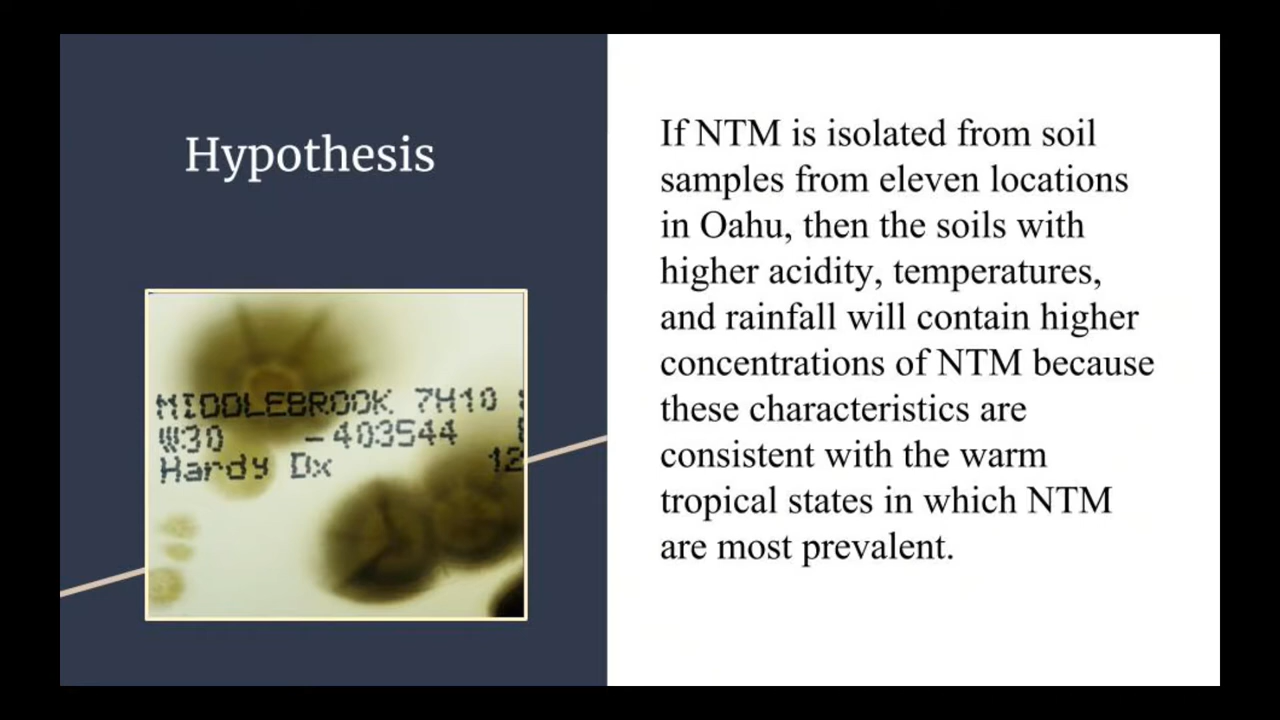 Hypothesis
If NTM is isolated from soil
samples from eleven locations
in Oahu, then the soils with
higher acidity, temperatures,
and rainfall will contain higher
concentrations of NTM because
these characteristics are
consistent with the warm
tropical states in which NTM
are most prevalent.
MIDDLEBROOK 7H10
W30 -403544
Hardy Dx 12